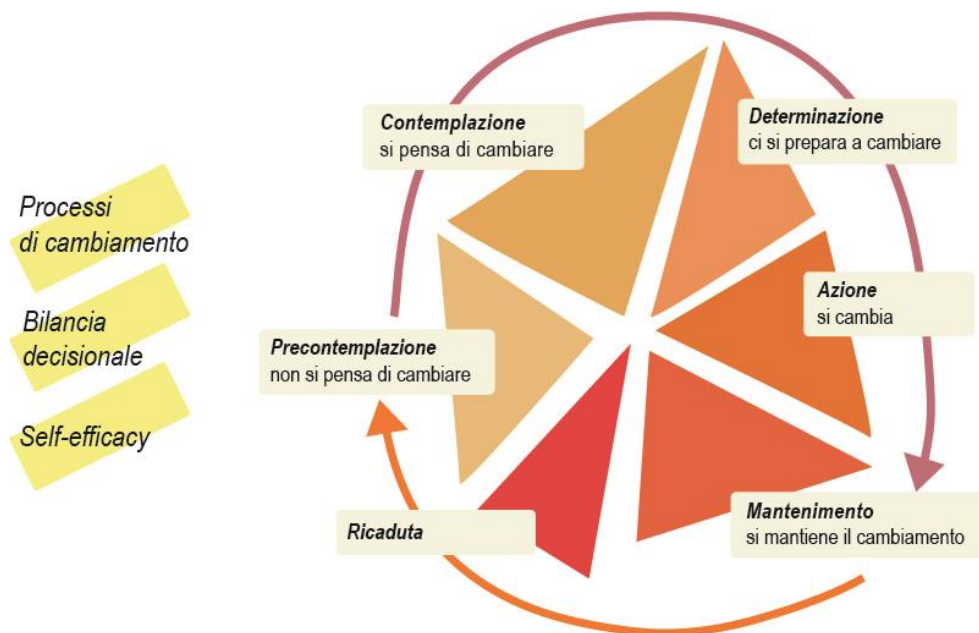 Processi
di cambiamento
Bilancia
decisionale
Self-efficacy
Contemplazione
si pensa di cambiare
Determinazione
ci si prepara a cambiare
Azione
si cambia
Precontemplazione
non si pensa di cambiare
Ricaduta
Mantenimento
si mantiene il cambiamento